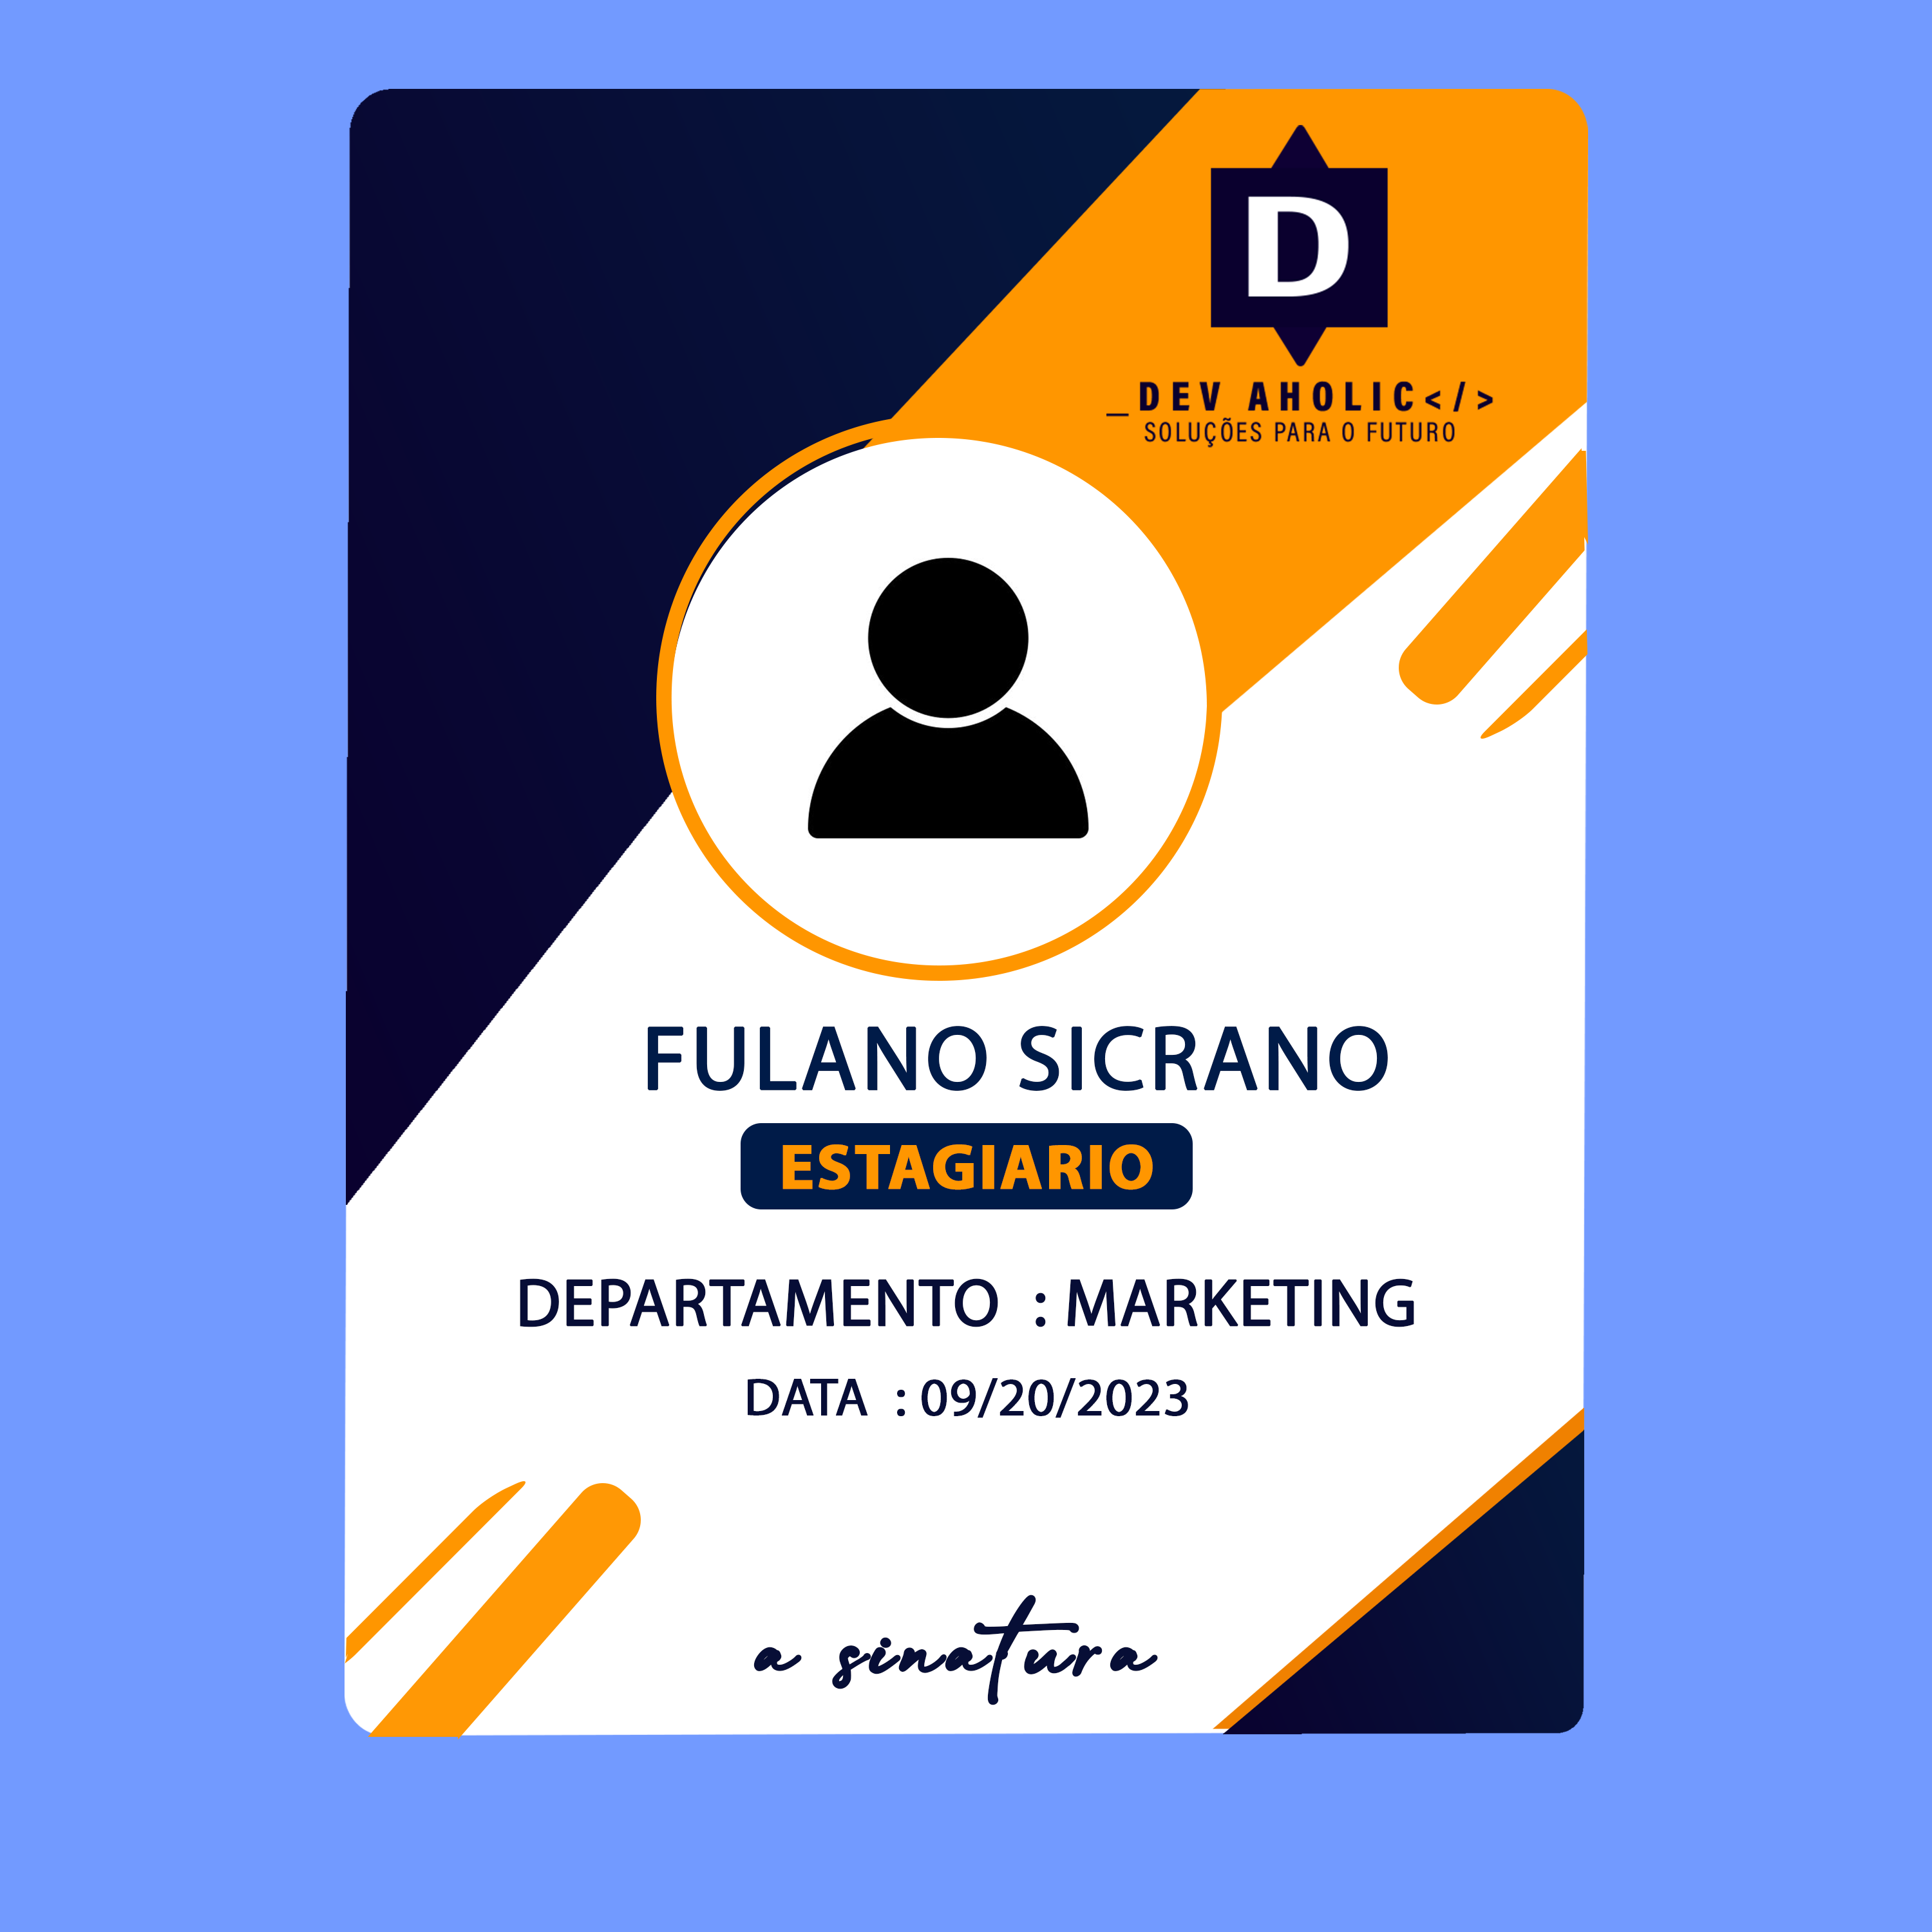 D
_DEV AHOLIC</>
SOLUÇÕES PARA O FUTURO
FULANO SICRANO
ESTAGIARIO
DEPARTAMENTO : MARKETING
DATA : 09/20/2023
a sinatura